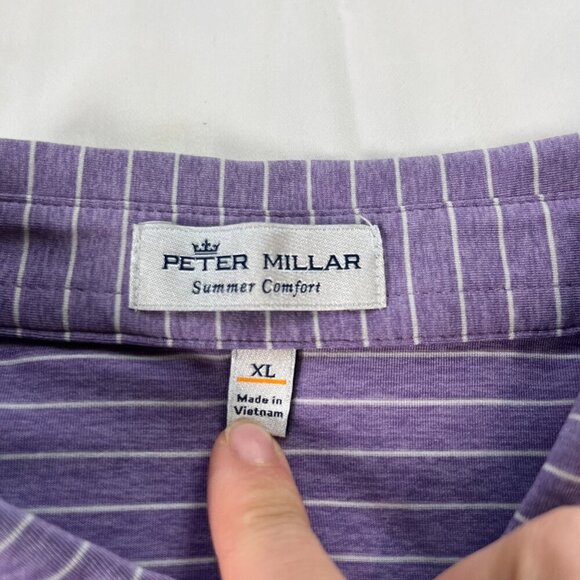 PETER MILLAR
Summer Comfort
XL
Made in
Vietnam